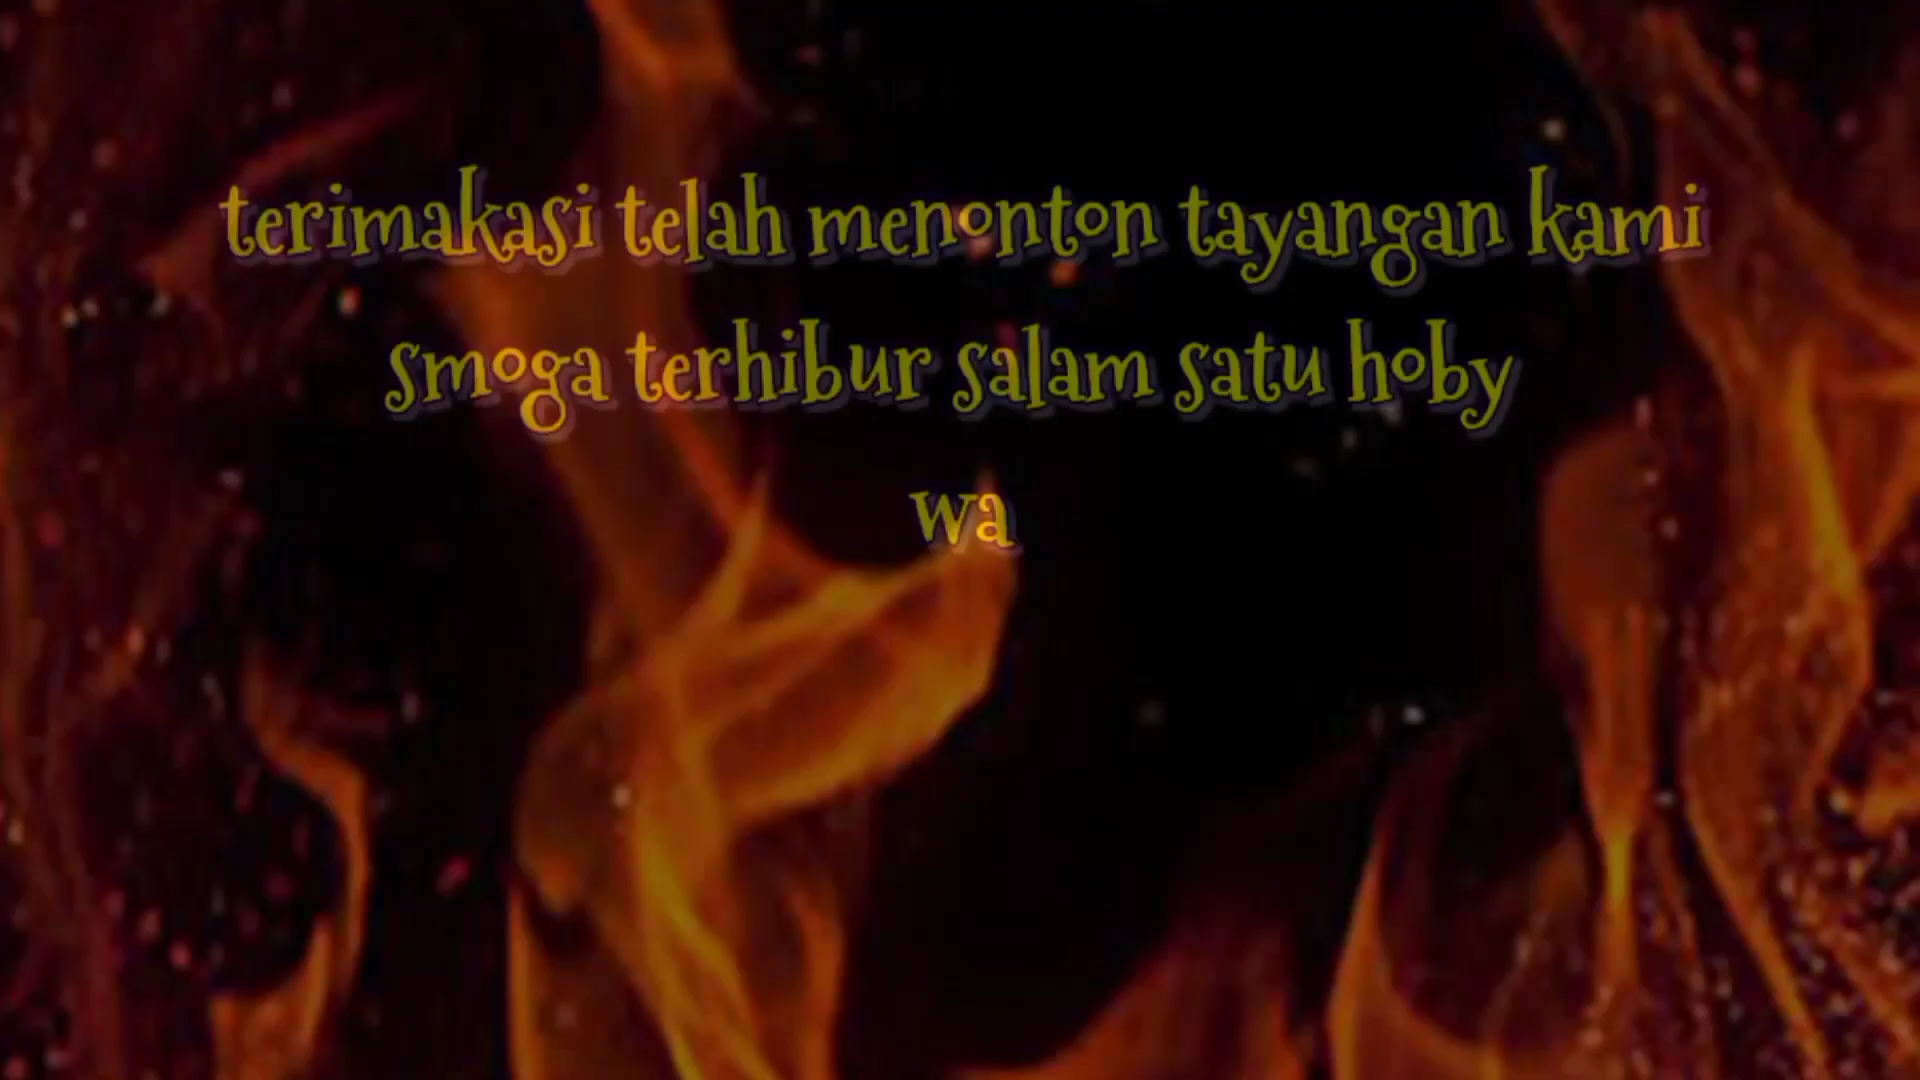 terimakasi telah menonton tayangan kami
smoga terhibur salam satu hoby
wa